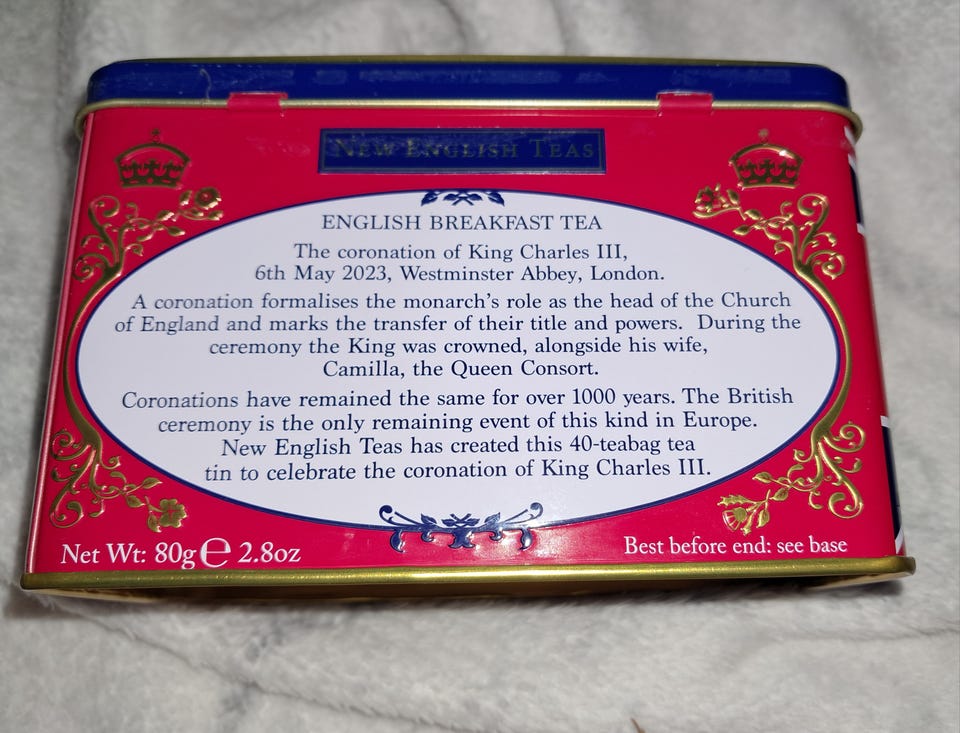 NEW ENGLISH TEAS
ENGLISH BREAKFAST TEA
The coronation of King Charles III,
6th May 2023, Westminster Abbey, London.
A coronation formalises the monarch's role as the head of the Church
of England and marks the transfer of their title and powers. During the
ceremony the King was crowned, alongside his wife,
Camilla, the Queen Consort.
Coronations have remained the same for over 1000 years. The British
ceremony is the only remaining event of this kind in Europe.
New English Teas has created this 40-teabag tea
tin to celebrate the coronation of King Charles III.
Net Wt: 80g ℮ 2.8oz
Best before end: see base